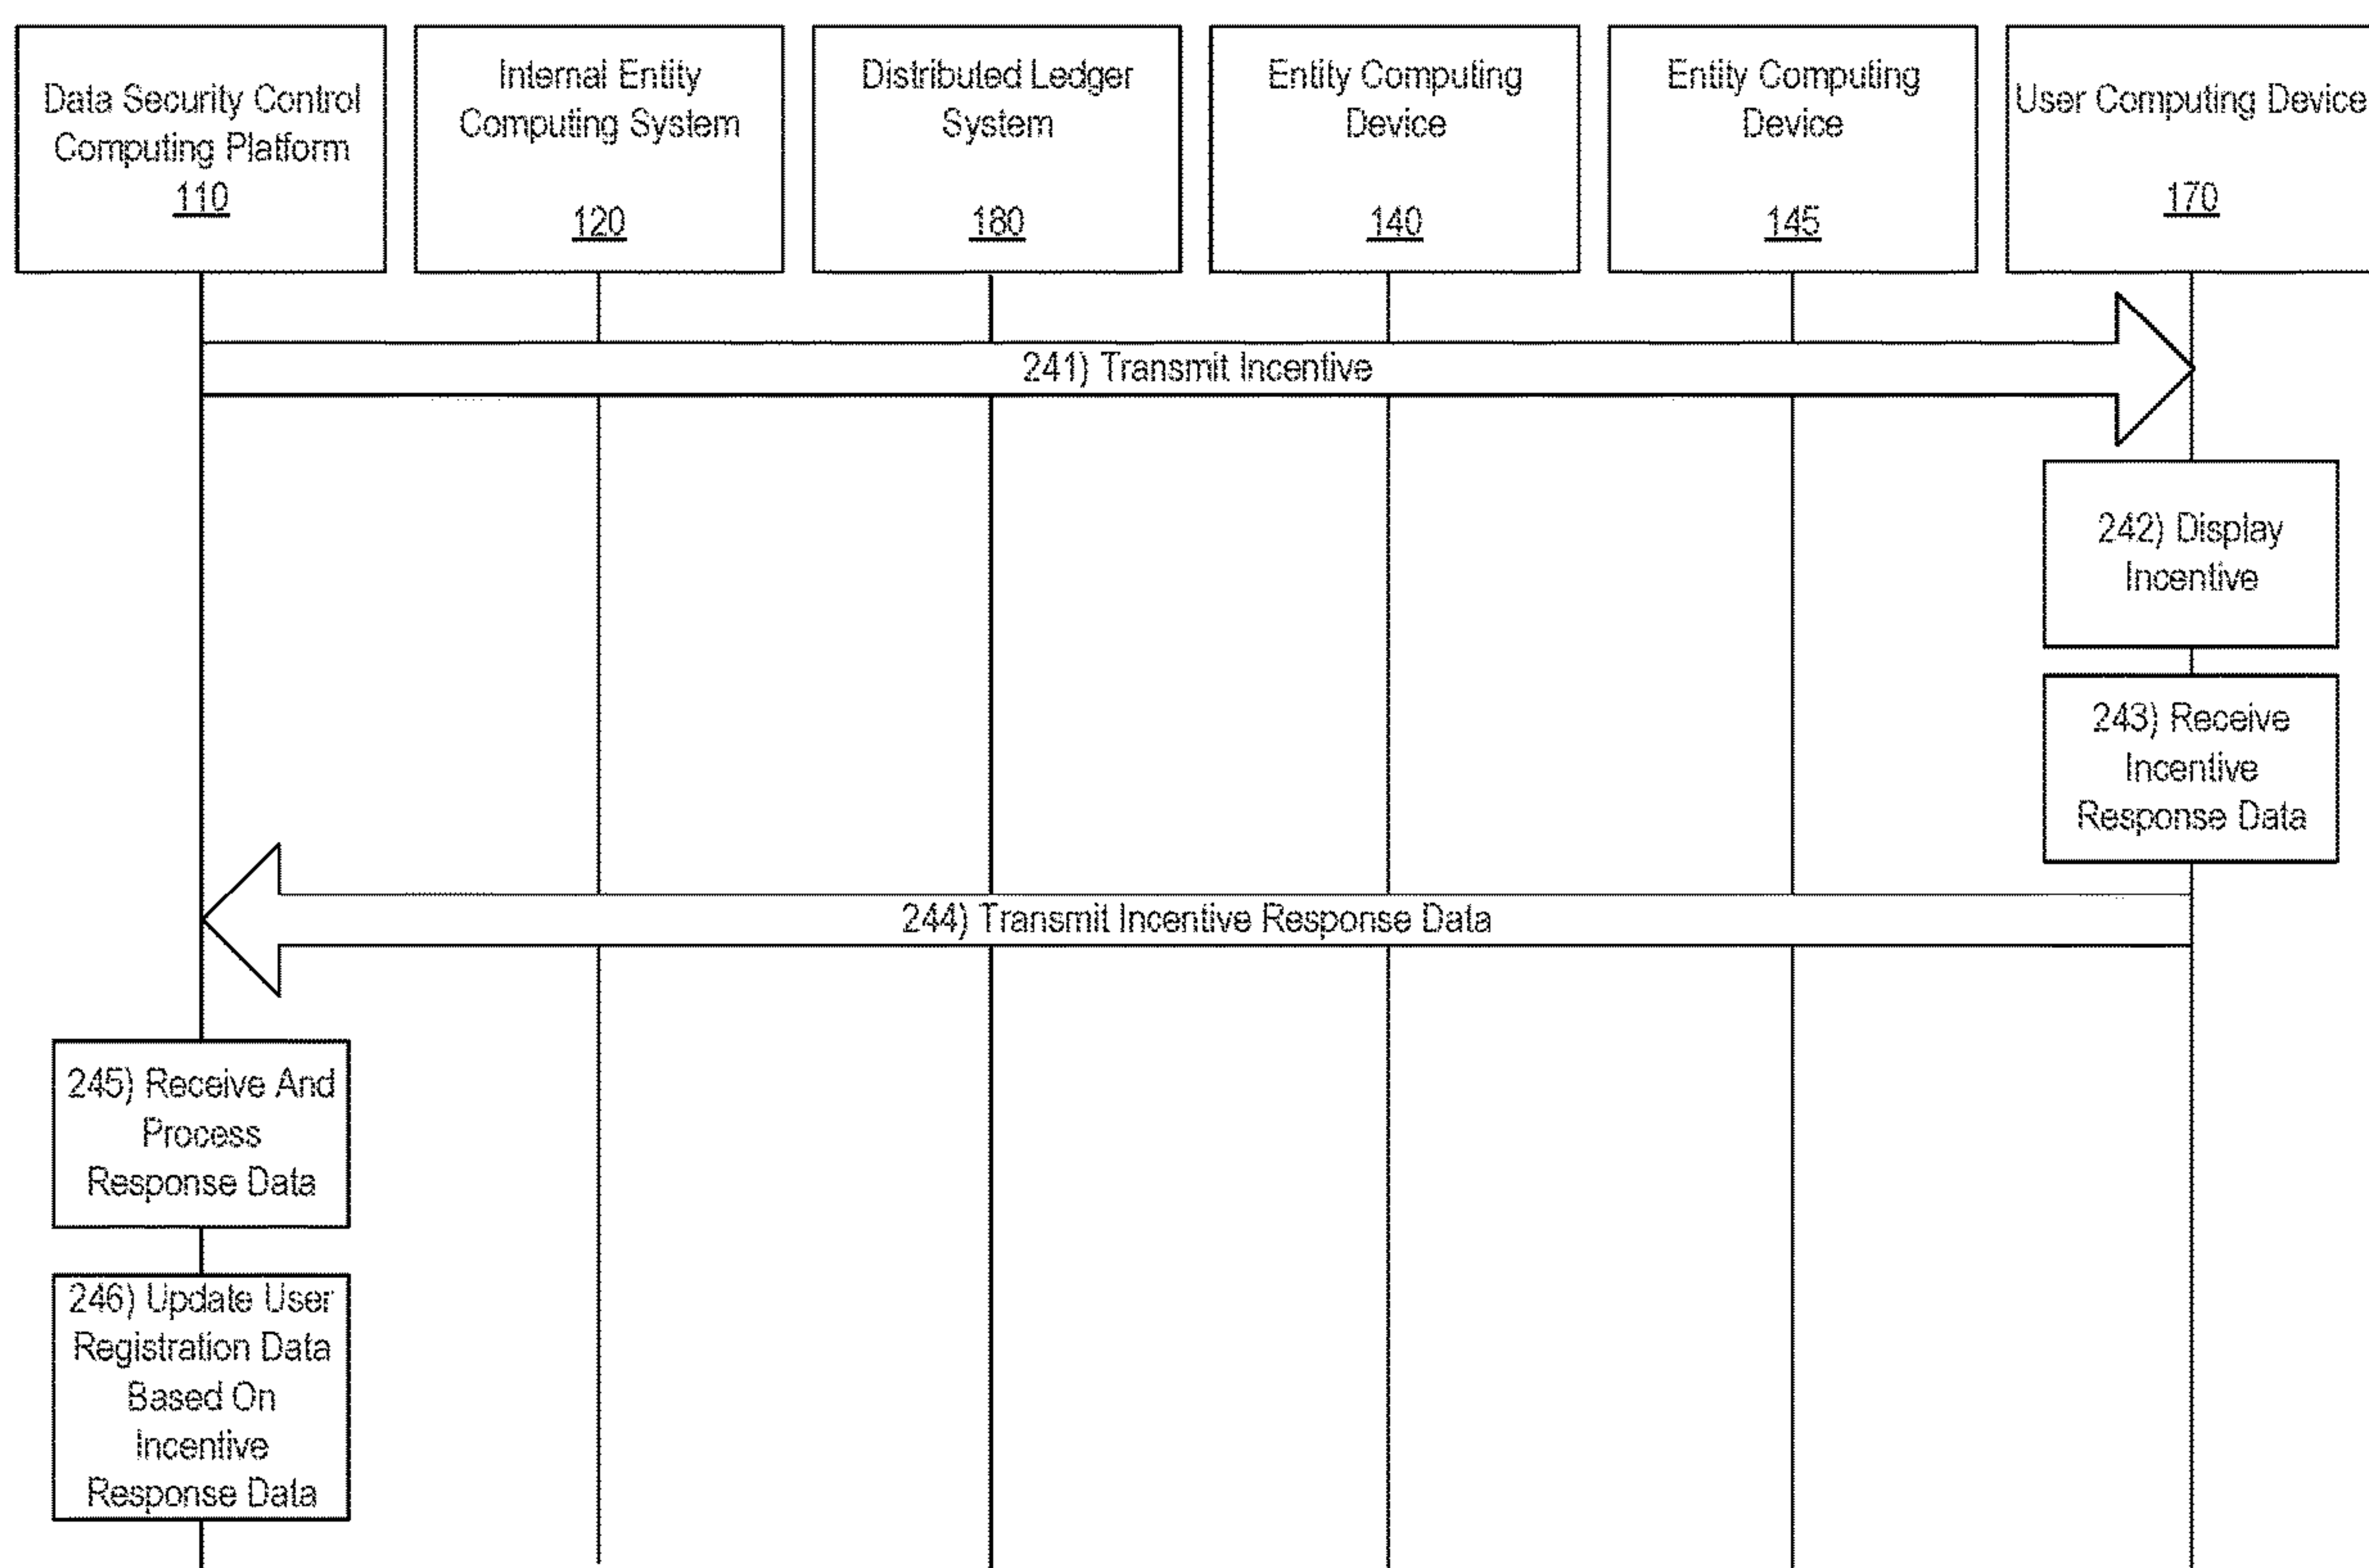 Data Security Control
Computing Platform
110
Internal Entity
Computing System
120
Distributed Ledger
System
180
Entity Computing
Device
140
Entity Computing
Device
145
User Computing Device
170
241) Transmit Incentive
242) Display
Incentive
243) Receive
Incentive
Response Data
244) Transmit Incentive Response Data
245) Receive And
Process
Response Data
246) Update User
Registration Data
Based On
Incentive
Response Data